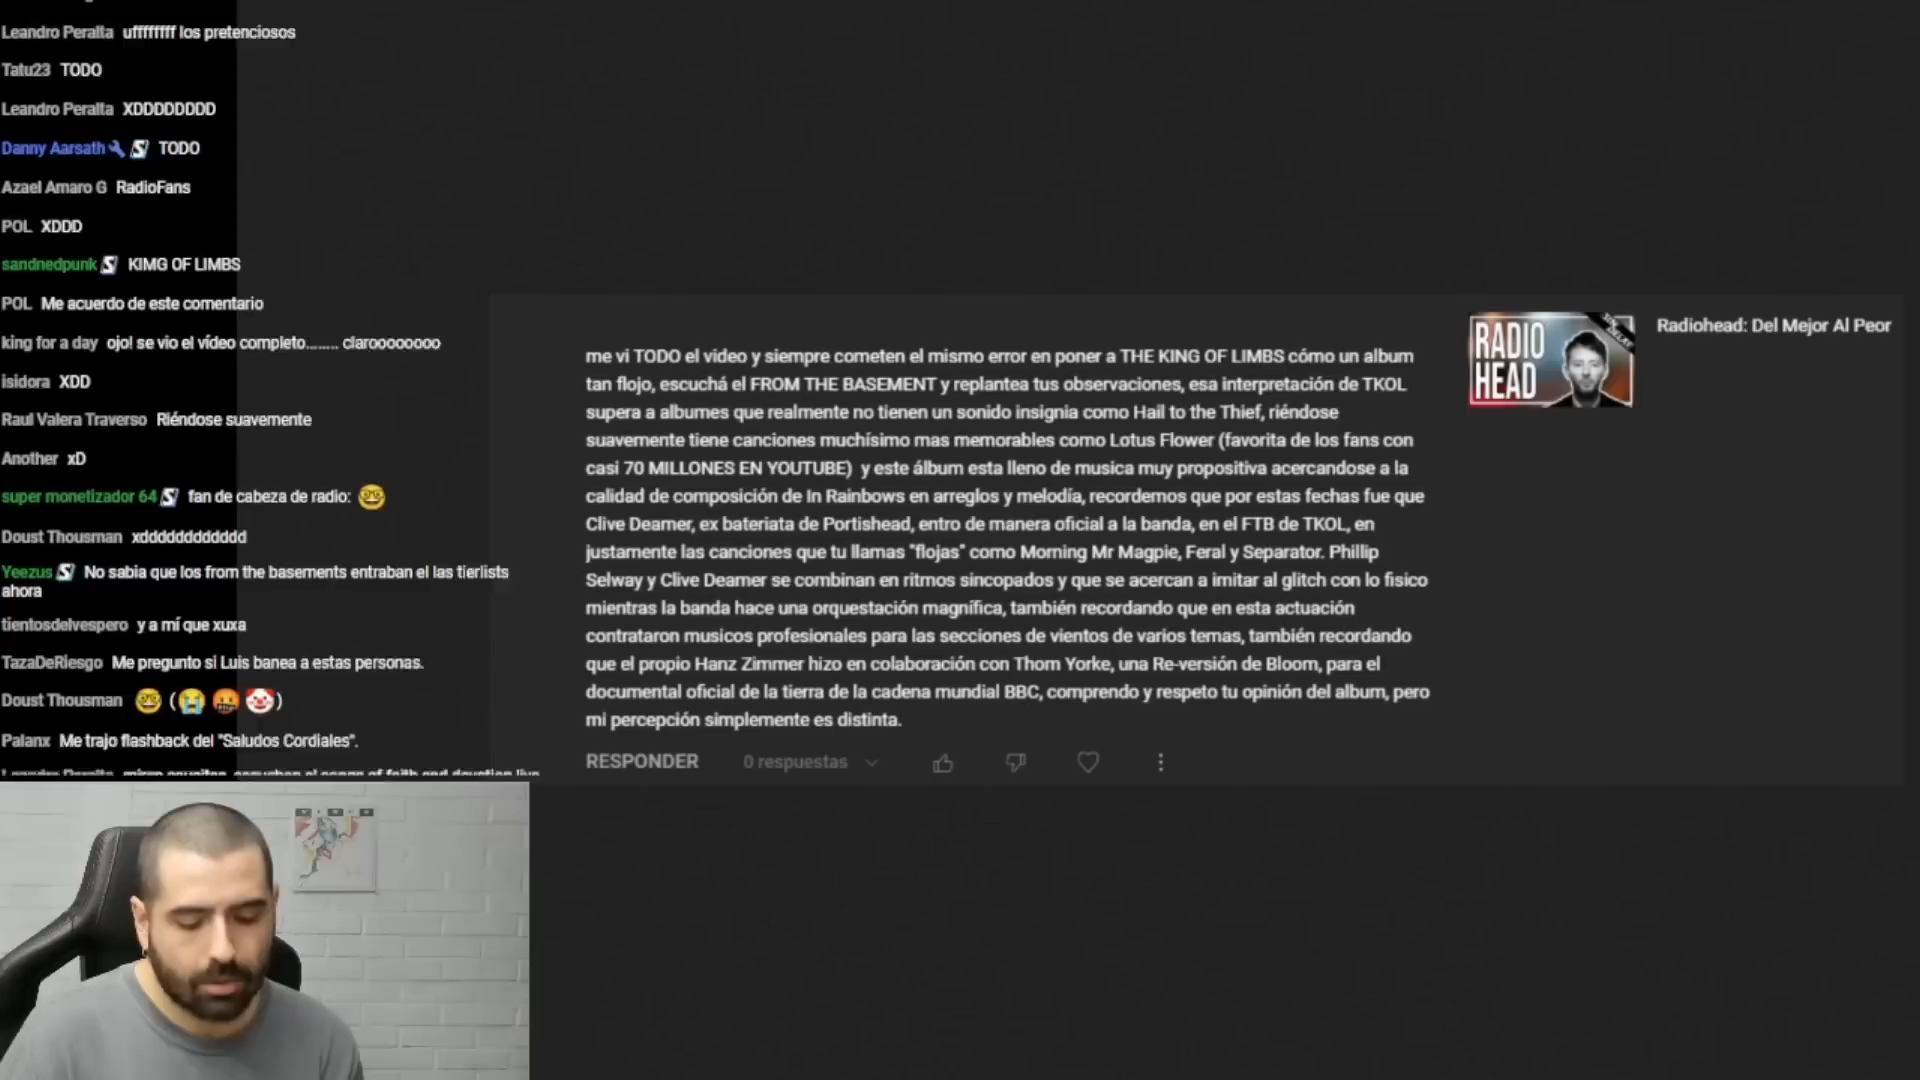 Leandro Peralta uffffffff los pretenciosos
Tatu23 TODO
Leandro Peralta XDDDDDDDD
Danny Aarsath TODO
Azael Amaro G RadioFans
POL XDDD
sandnedpunk KIMG OF LIMBS
POL Me acuerdo de este comentario
king for a day ojo! se vio el vídeo completo....... claroooooooo
isidora XDD
Raul Valera Traverso Riéndose suavemente
Another xD
super monetizador 64 fan de cabeza de radio: 🤓
Doust Thousman xdddddddddddd
Yeezus No sabia que los from the basements entraban el las tierlists
ahora
tientosdelvespero y a mí que xuxa
TazaDeRiesgo Me pregunto si Luis banea a estas personas.
Doust Thousman 🤓 (😭 🤬 🤡)
Palanx Me trajo flashback del "Saludos Cordiales".
me vi TODO el video y siempre cometen el mismo error en poner a THE KING OF LIMBS cómo un album
tan flojo, escuchá el FROM THE BASEMENT y replantea tus observaciones, esa interpretación de TKOL
supera a albumes que realmente no tienen un sonido insignia como Hail to the Thief, riéndose
suavemente tiene canciones muchísimo mas memorables como Lotus Flower (favorita de los fans con
casi 70 MILLONES EN YOUTUBE) y este álbum esta lleno de musica muy propositiva acercandose a la
calidad de composición de In Rainbows en arreglos y melodía, recordemos que por estas fechas fue que
Clive Deamer, ex bateriata de Portishead, entro de manera oficial a la banda, en el FTB de TKOL, en
justamente las canciones que tu llamas "flojas" como Morning Mr Magpie, Feral y Separator. Phillip
Selway y Clive Deamer se combinan en ritmos sincopados y que se acercan a imitar al glitch con lo fisico
mientras la banda hace una orquestación magnífica, también recordando que en esta actuación
contrataron musicos profesionales para las secciones de vientos de varios temas, también recordando
que el propio Hanz Zimmer hizo en colaboración con Thom Yorke, una Re-versión de Bloom, para el
documental oficial de la tierra de la cadena mundial BBC, comprendo y respeto tu opinión del album, pero
mi percepción simplemente es distinta.
RESPONDER 0 respuestas
RADIO
HEAD
Radiohead: Del Mejor Al Peor